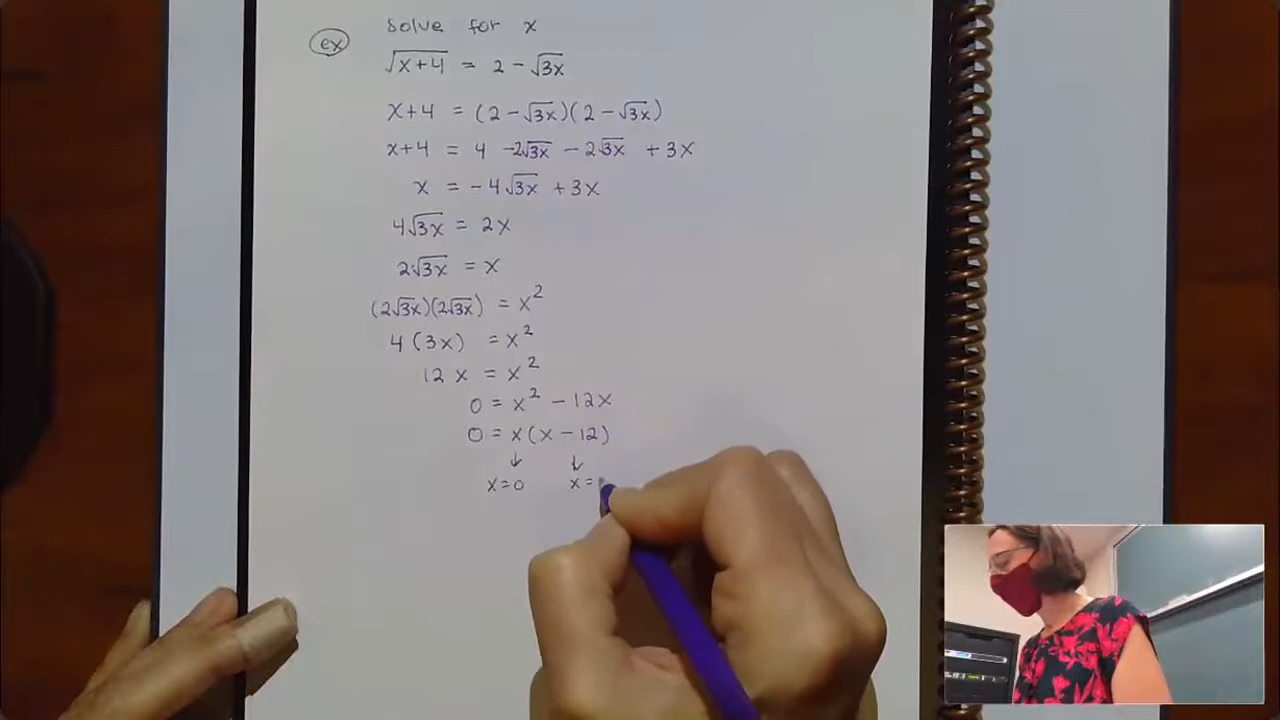 ex Solve for x
√x+4 = 2 - √3x
x+4 = (2 - √3x)(2 - √3x)
x+4 = 4 -2√3x - 2√3x + 3x
x = -4√3x + 3x
4√3x = 2x
2√3x = x
(2√3x)(2√3x) = x²
4(3x) = x²
12x = x²
0 = x² - 12x
0 = x(x - 12)
↓ ↓
x=0 x=